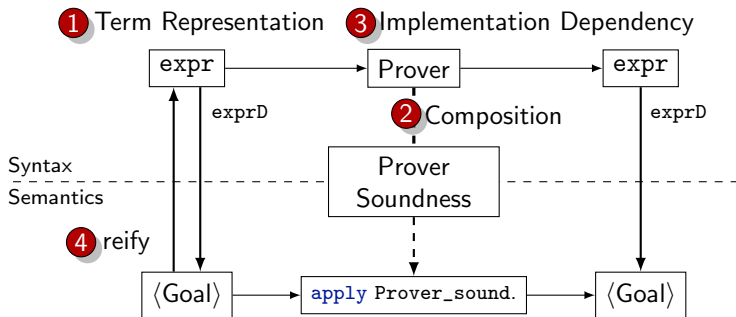 1 Term Representation
3 Implementation Dependency
expr
Prover
expr
exprD
2 Composition
exprD
Syntax
Prover
Soundness
Semantics
4 reify
⟨Goal⟩
apply Prover_sound.
⟨Goal⟩